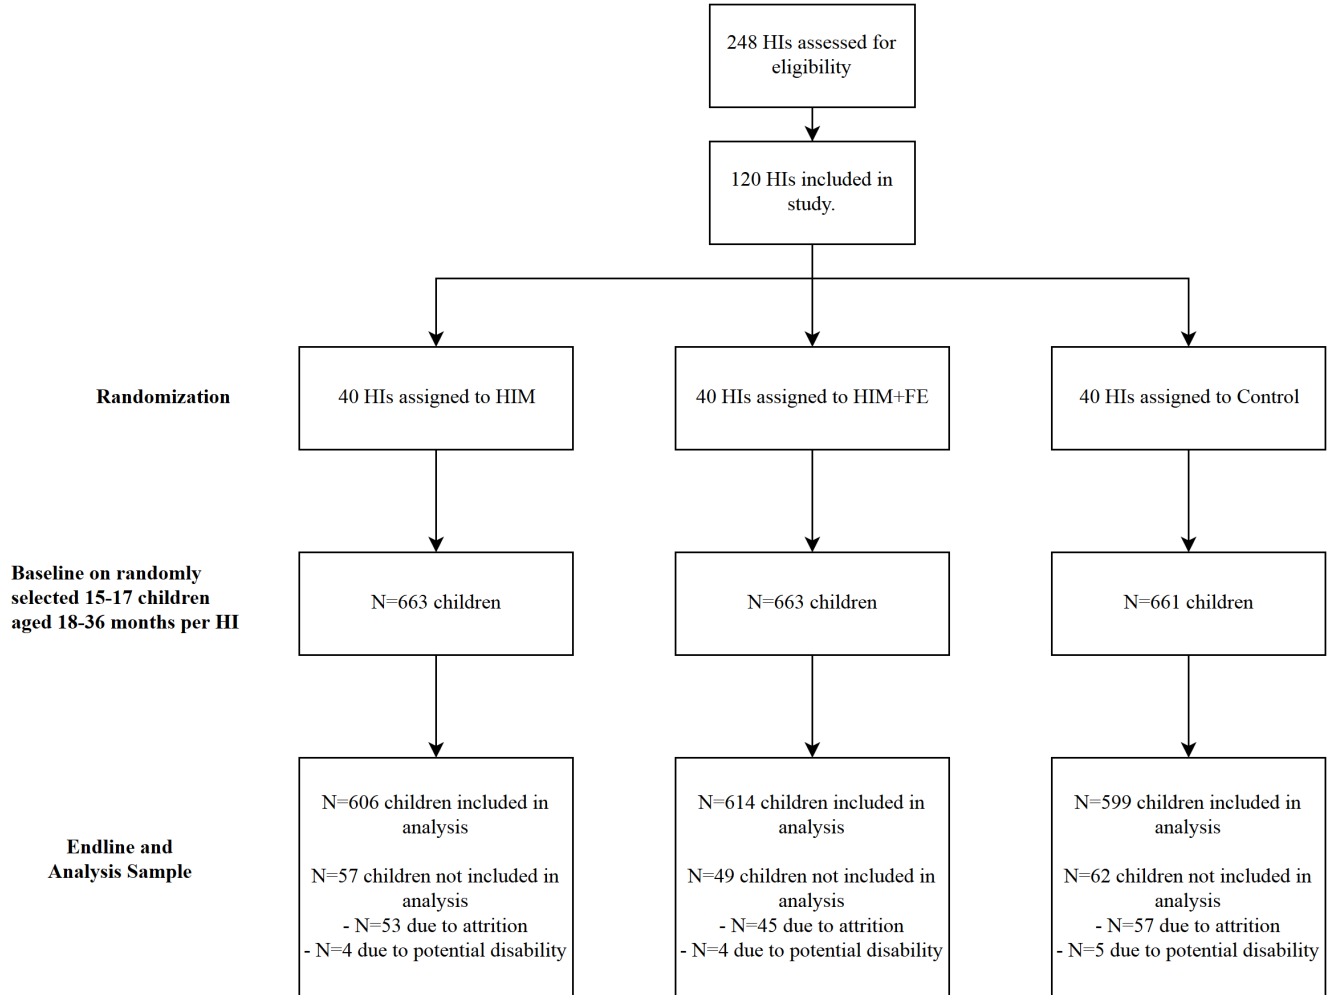 248 HIs assessed for
eligibility
120 HIs included in
study.
Randomization
40 HIs assigned to HIM
40 HIs assigned to HIM+FE
40 HIs assigned to Control
Baseline on randomly
selected 15-17 children
aged 18-36 months per HI
N=663 children
N=663 children
N=661 children
Endline and
Analysis Sample
N=606 children included in
analysis
N=57 children not included in
analysis
- N=53 due to attrition
- N=4 due to potential disability
N=614 children included in
analysis
N=49 children not included in
analysis
- N=45 due to attrition
- N=4 due to potential disability
N=599 children included in
analysis
N=62 children not included in
analysis
- N=57 due to attrition
- N=5 due to potential disability